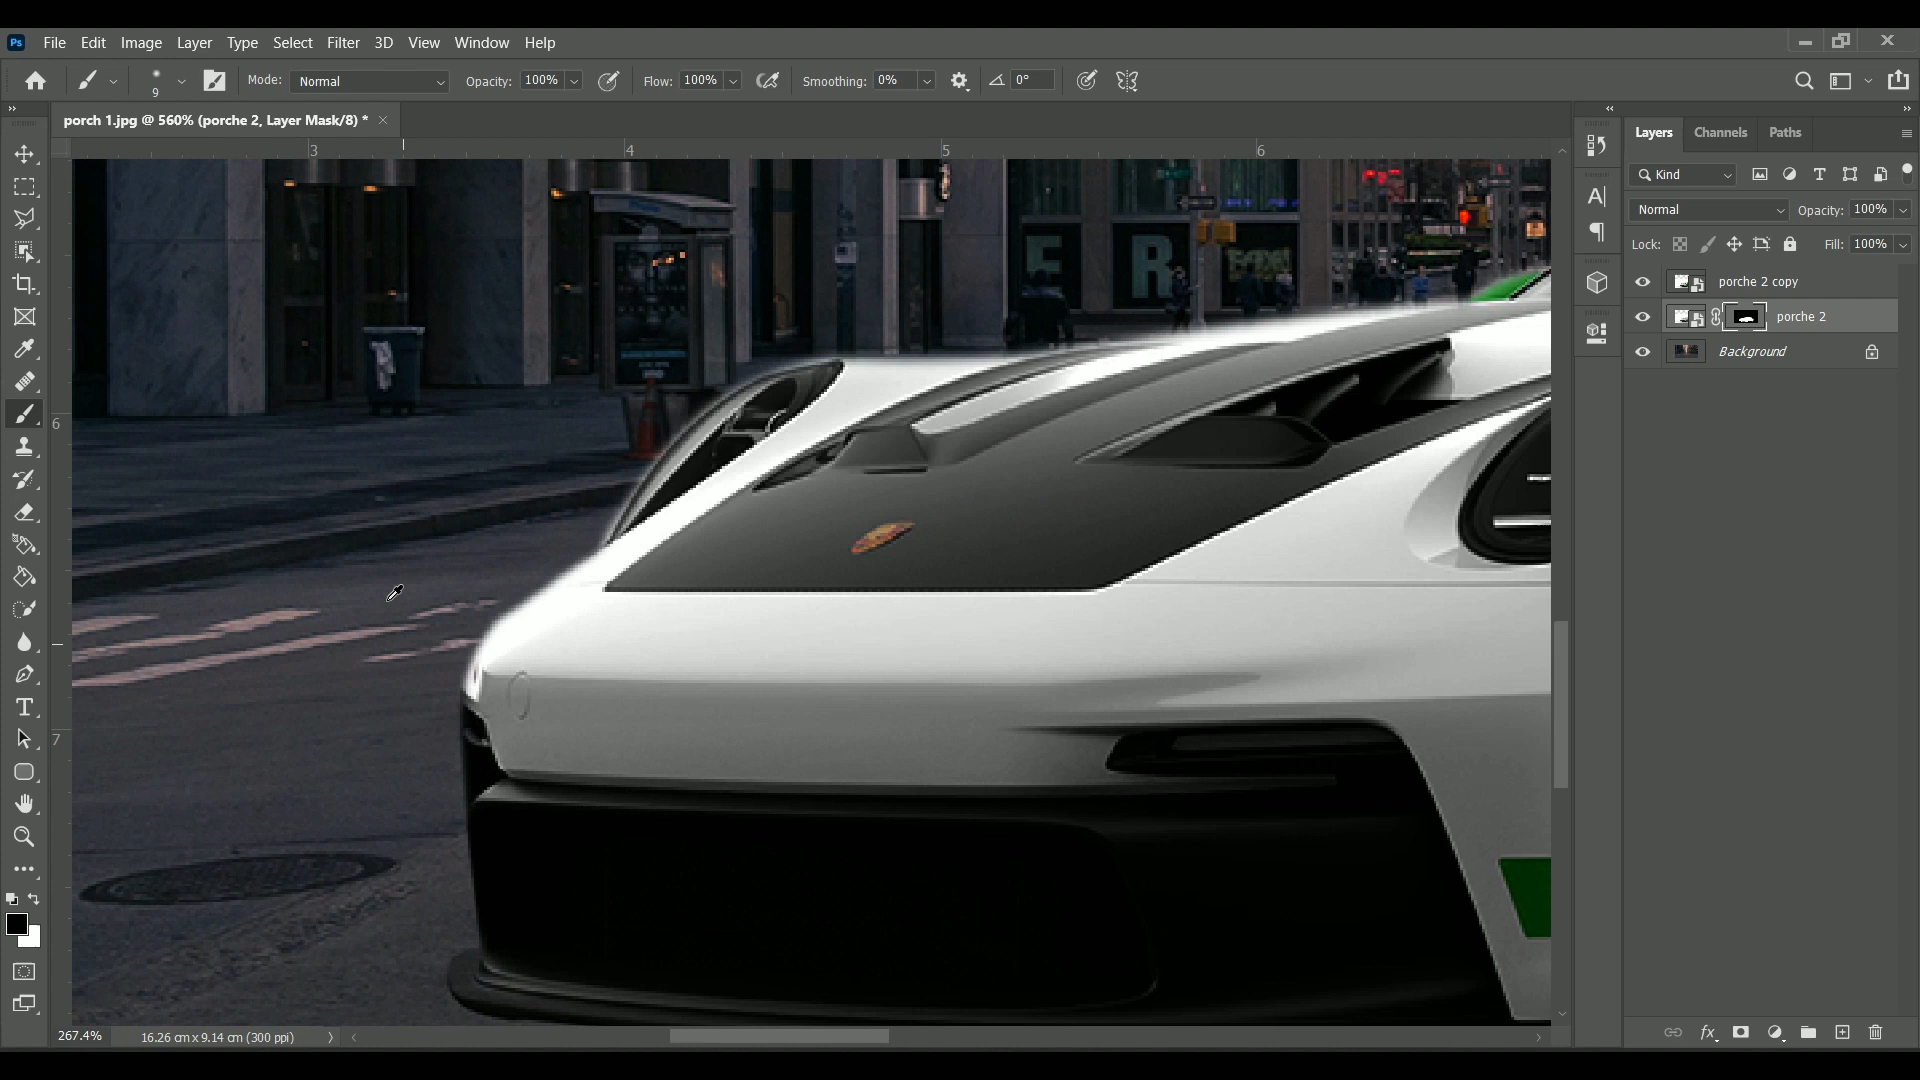 Ps File Edit Image Layer Type Select Filter 3D View Window Help
9 Mode: Normal Opacity: 100% Flow: 100% Smoothing: 0% 0°
porch 1.jpg @ 560% (porche 2, Layer Mask/8) *
3 4 5 6
6
7
E R
Layers Channels Paths
Kind
Normal Opacity: 100%
Lock: Fill: 100%
porche 2 copy
porche 2
Background
fx
267.4% 16.26 cm x 9.14 cm (300 ppi)